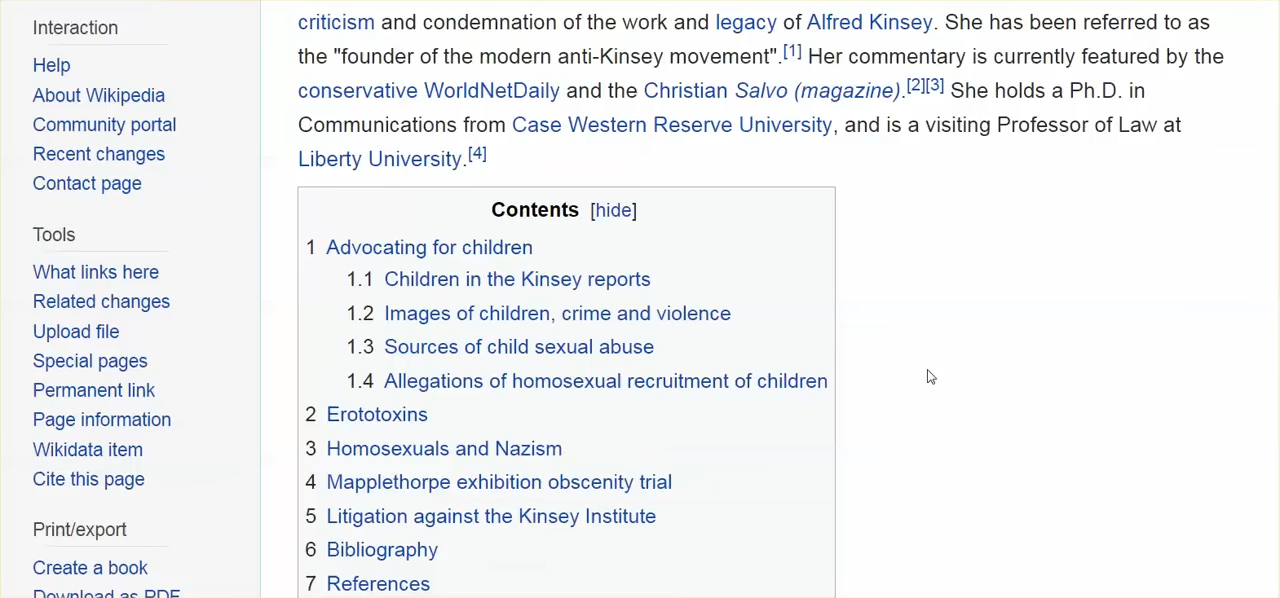 Interaction
Help
About Wikipedia
Community portal
Recent changes
Contact page
Tools
What links here
Related changes
Upload file
Special pages
Permanent link
Page information
Wikidata item
Cite this page
Print/export
Create a book
Download as PDF
criticism and condemnation of the work and legacy of Alfred Kinsey. She has been referred to as
the "founder of the modern anti-Kinsey movement".[1] Her commentary is currently featured by the
conservative WorldNetDaily and the Christian Salvo (magazine).[2][3] She holds a Ph.D. in
Communications from Case Western Reserve University, and is a visiting Professor of Law at
Liberty University.[4]
Contents [hide]
1 Advocating for children
1.1 Children in the Kinsey reports
1.2 Images of children, crime and violence
1.3 Sources of child sexual abuse
1.4 Allegations of homosexual recruitment of children
2 Erototoxins
3 Homosexuals and Nazism
4 Mapplethorpe exhibition obscenity trial
5 Litigation against the Kinsey Institute
6 Bibliography
7 References